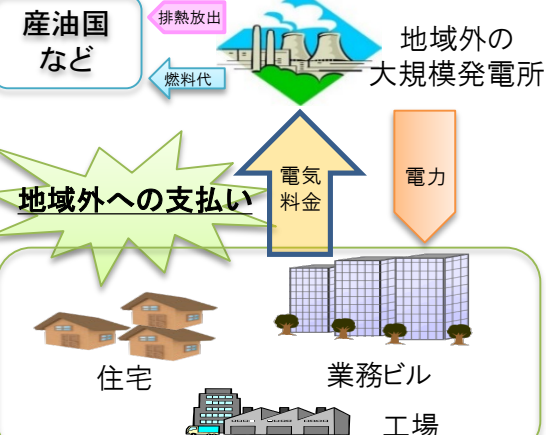 産油国
など
排熱放出
燃料代
地域外の
大規模発電所
地域外への支払い
電気
料金
電力
住宅
業務ビル
工場